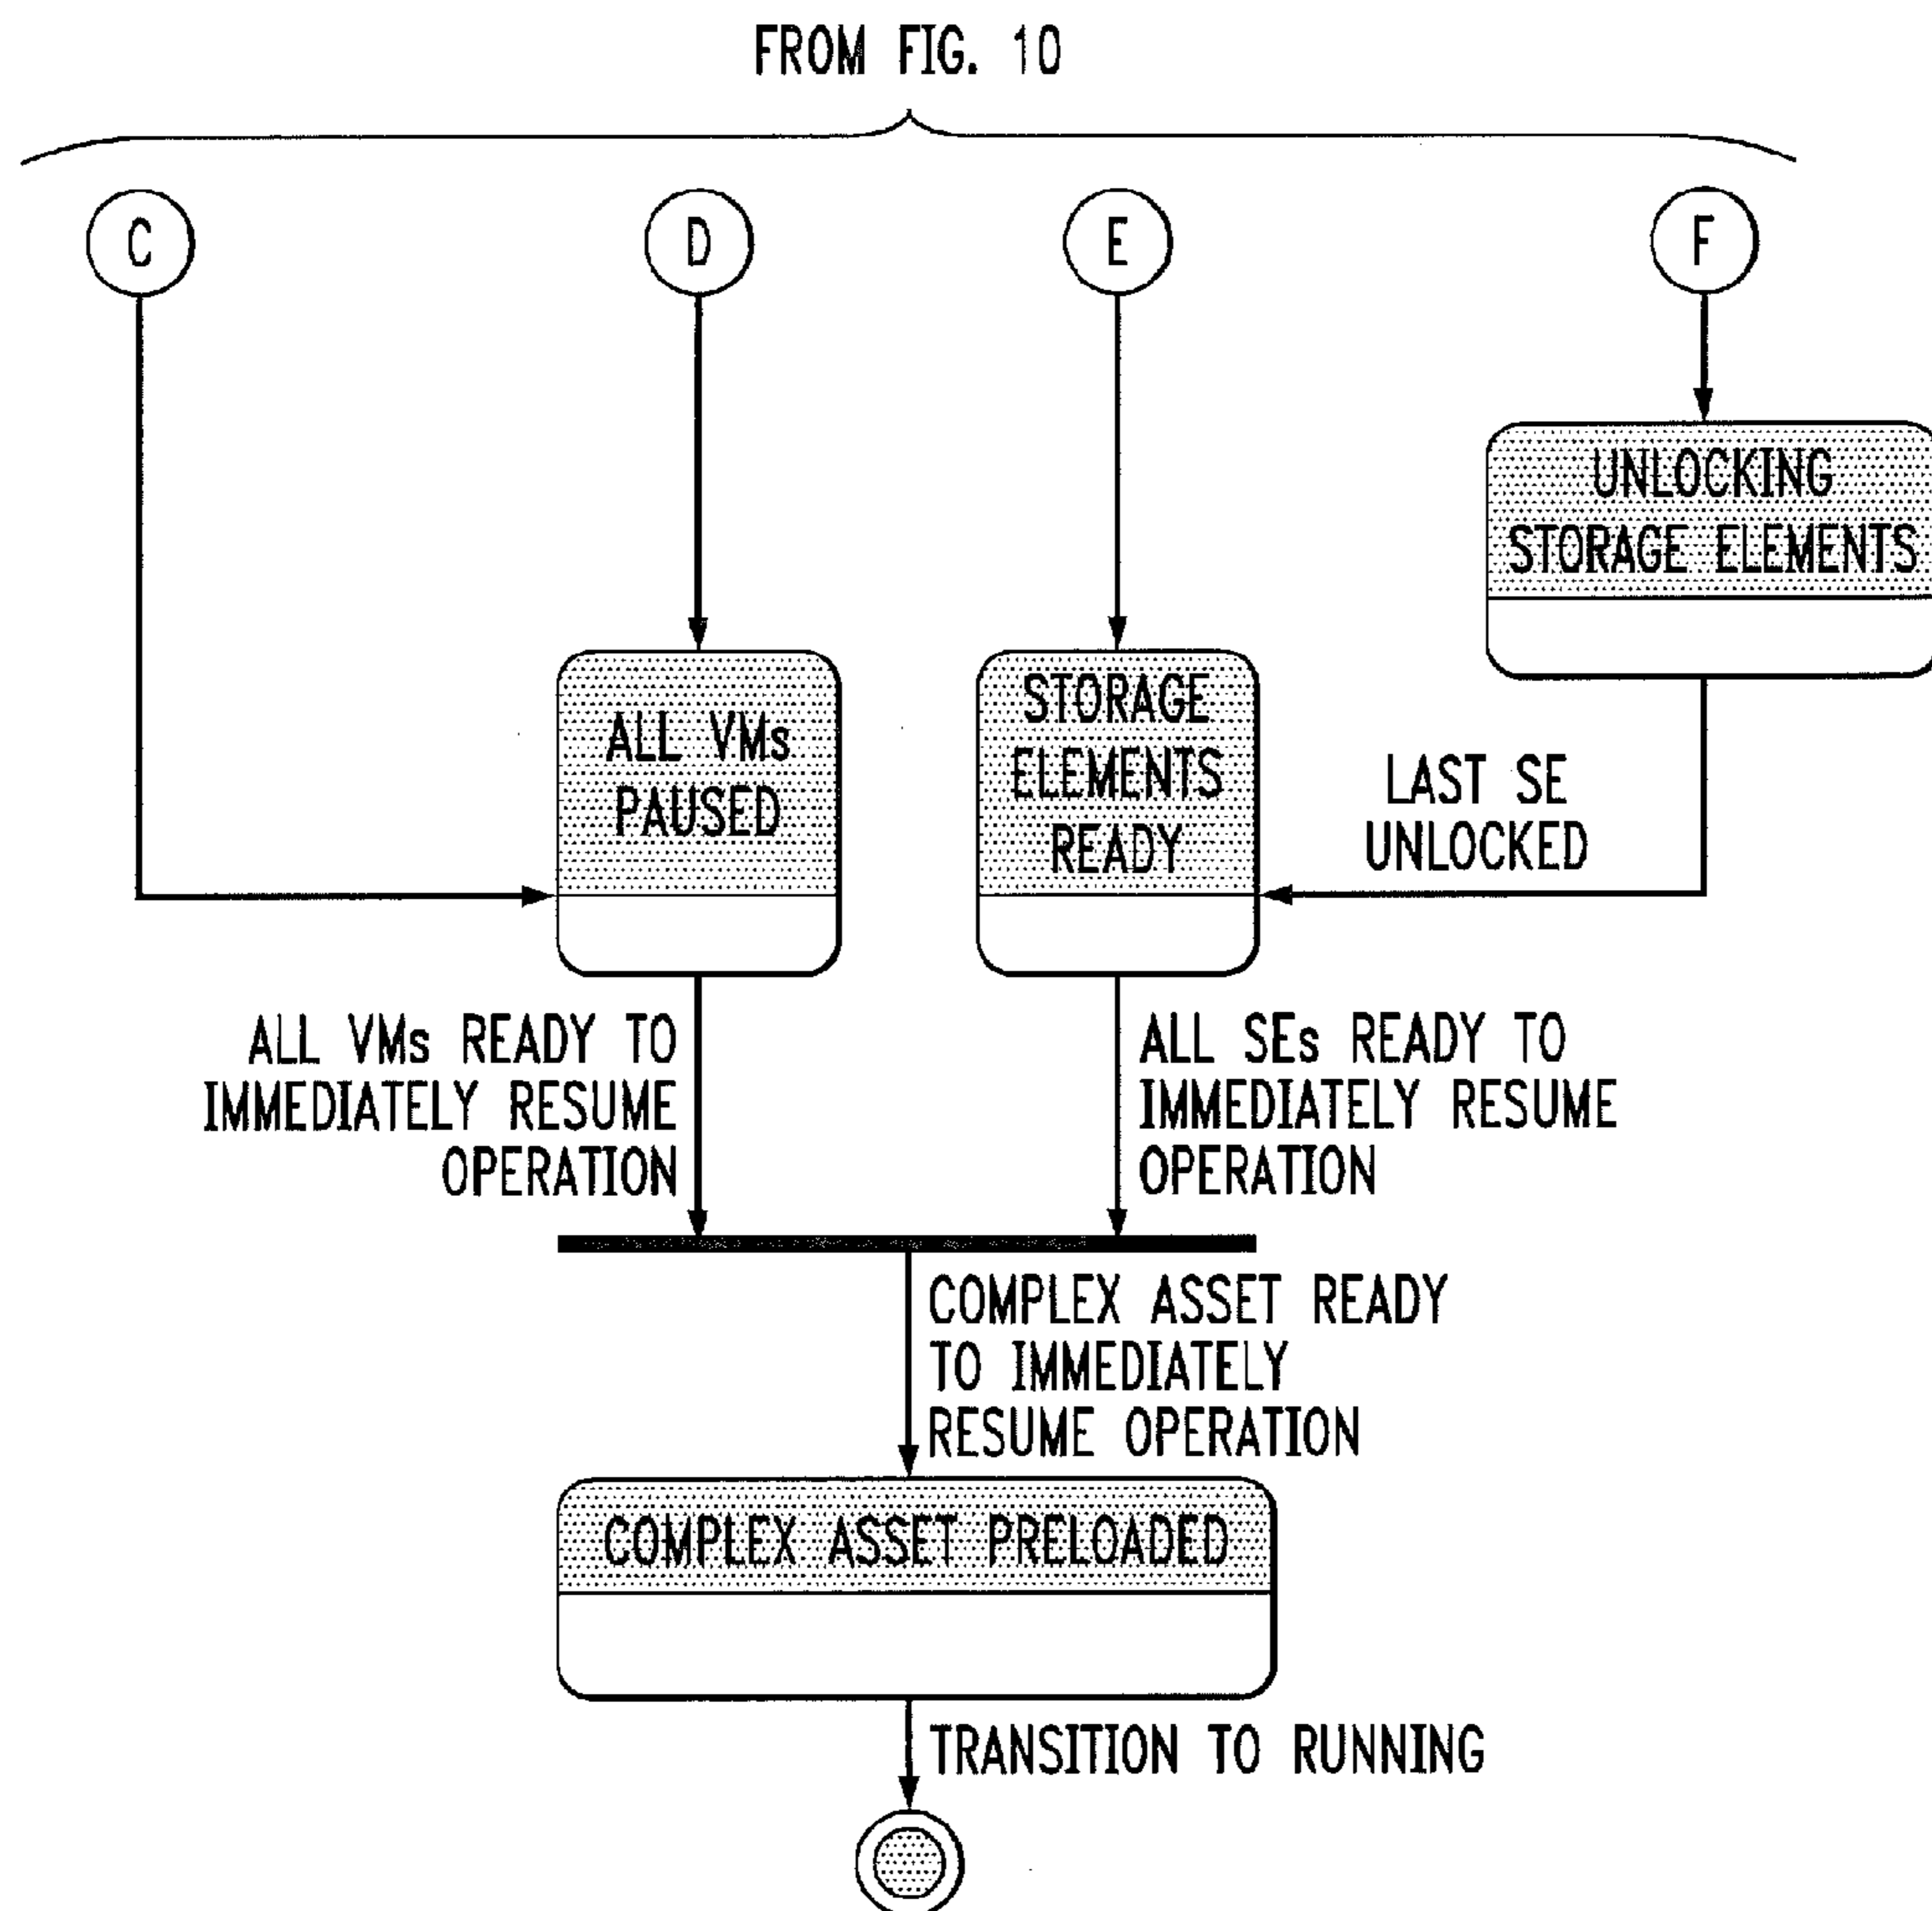 FROM FIG. 10
C
D
E
F
UNLOCKING
STORAGE ELEMENTS
ALL VMs
PAUSED
STORAGE
ELEMENTS
READY
LAST SE
UNLOCKED
ALL VMs READY TO
IMMEDIATELY RESUME
OPERATION
ALL SEs READY TO
IMMEDIATELY RESUME
OPERATION
COMPLEX ASSET READY
TO IMMEDIATELY
RESUME OPERATION
COMPLEX ASSET PRELOADED
TRANSITION TO RUNNING